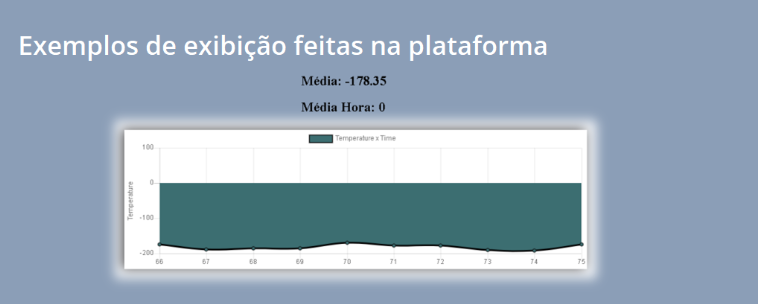 Exemplos de exibição feitas na plataforma
Média: -178.35
Média Hora: 0
Temperature x Time
100
0
-100
-200
Temperature
66 67 68 69 70 71 72 73 74 75